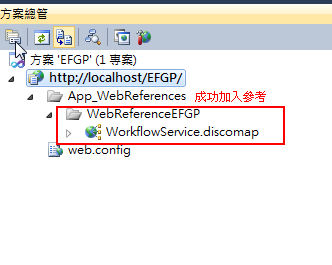 方案總管
方案 'EFGP' (1 專案)
http://localhost/EFGP/
App_WebReferences 成功加入參考
WebReferenceEFGP
WorkflowService.discomap
web.config